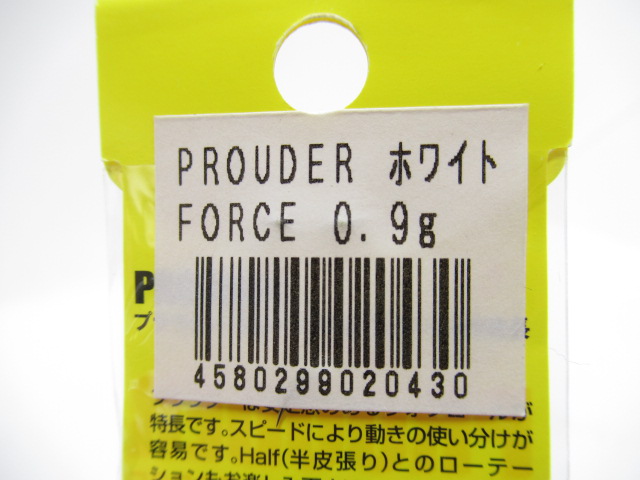 PROUDER ホワイト
FORCE 0.9g
4580299020430
P
プ
特長です。スピードにより動きの使い分けが
容易です。Half(半皮張り)とのローテー